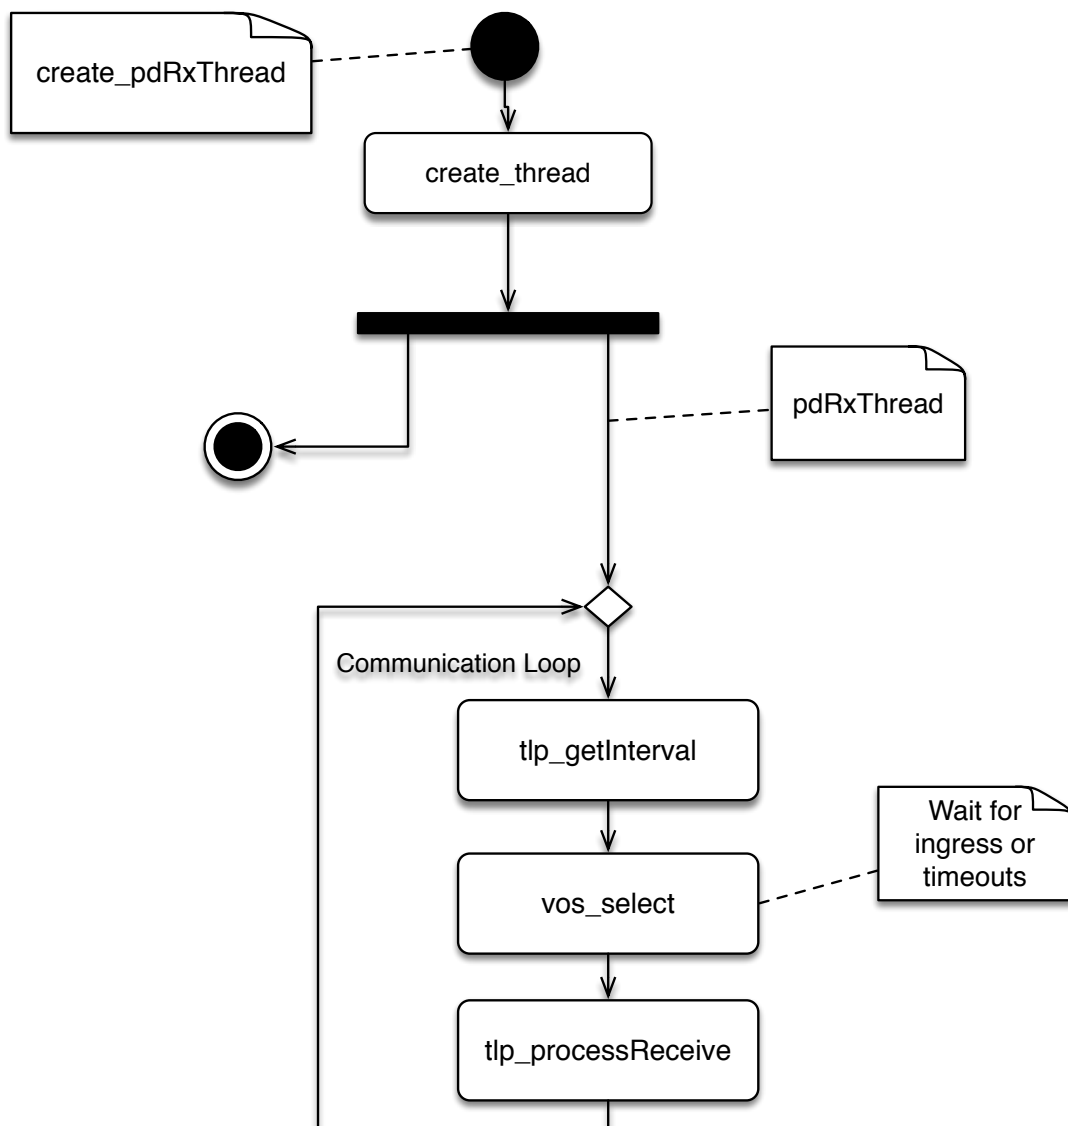 create_pdRxThread
create_thread
pdRxThread
Communication Loop
tlp_getInterval
Wait for
ingress or
timeouts
vos_select
tlp_processReceive